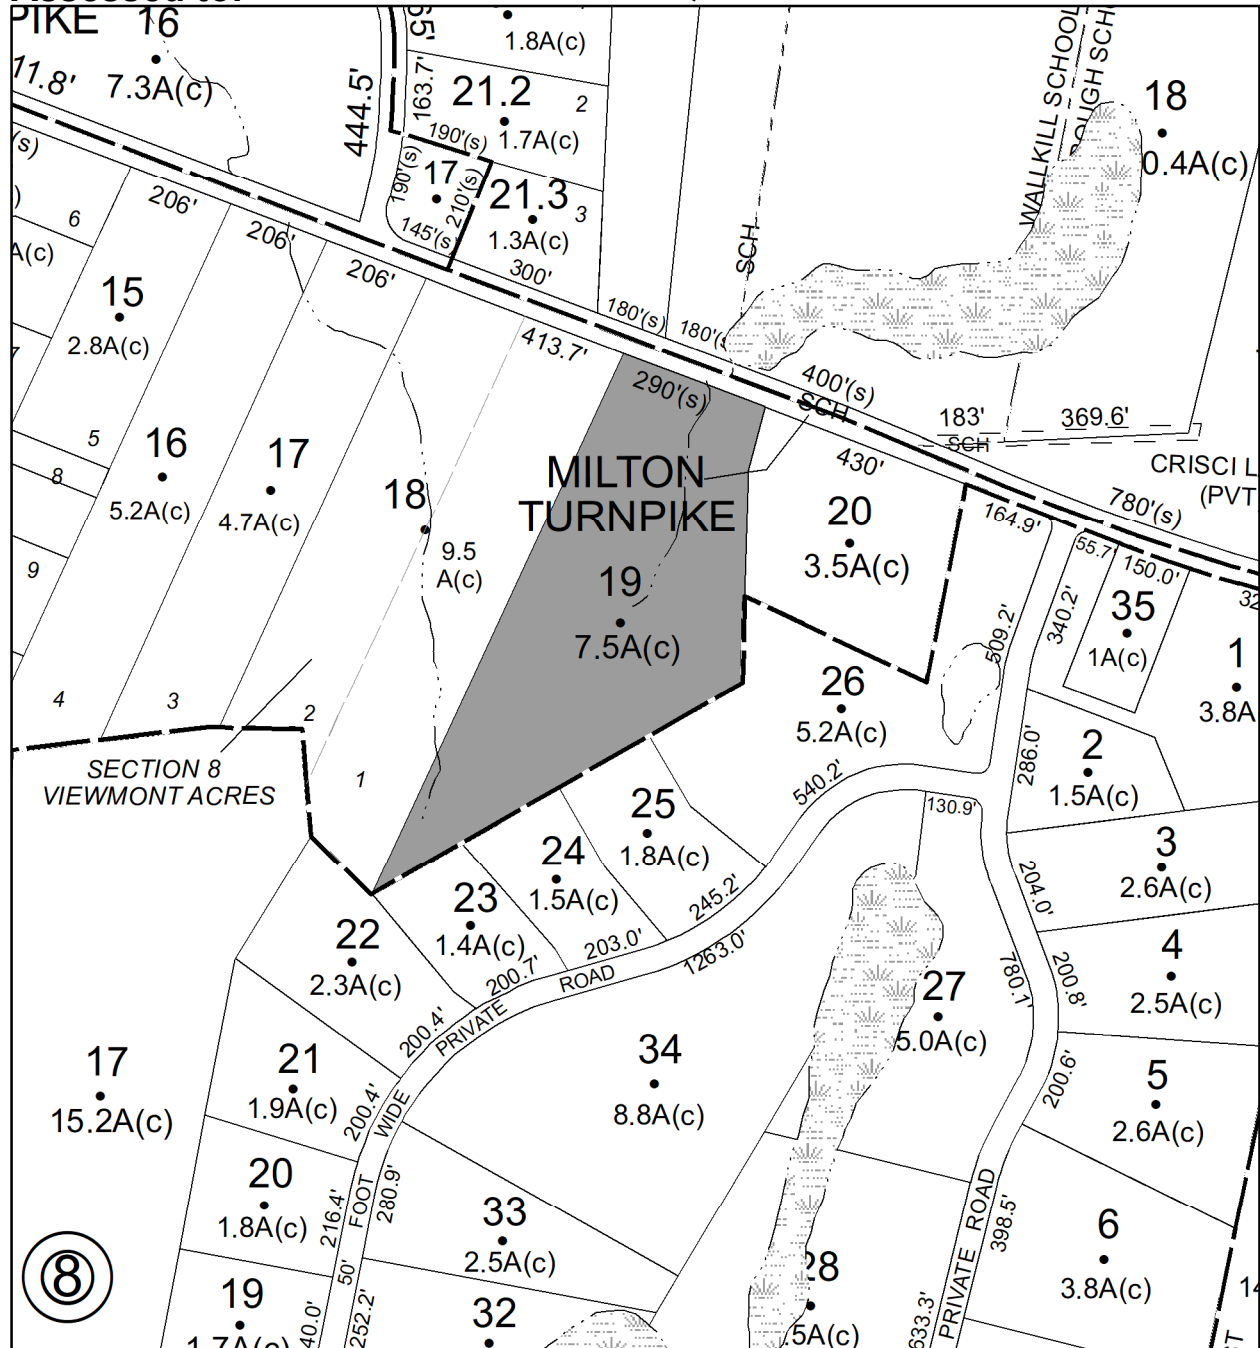 PIKE
16
7.3A(c)
11.8'
444.5'
65'
163.7'
1.8A(c)
21.2
2
1.7A(c)
190'(s)
190'(s)
17
210'(s)
145'(s)
21.3
3
1.3A(c)
300'
180'(s)
SCH
WALLKILL SCHOOL
18
0.4A(c)
(s)
)
A(c)
6
206'
206'
206'
15
2.8A(c)
7
5
8
9
16
5.2A(c)
17
4.7A(c)
18
9.5
A(c)
413.7'
290'(s)
MILTON
TURNPIKE
19
7.5A(c)
400'(s)
SCH
183'
SCH
369.6'
CRISCI L
(PVT
430'
20
3.5A(c)
164.9'
780'(s)
55.7'
150.0'
32
35
1A(c)
340.2'
509.2'
1
3.8A
4
3
2
1
SECTION 8
VIEWMONT ACRES
26
5.2A(c)
286.0'
2
1.5A(c)
540.2'
130.9'
25
1.8A(c)
24
1.5A(c)
23
1.4A(c)
22
2.3A(c)
245.2'
203.0'
200.7'
1263.0'
200.4'
PRIVATE
ROAD
3
2.6A(c)
204.0'
4
2.5A(c)
780.1'
200.8'
27
5.0A(c)
17
15.2A(c)
21
1.9A(c)
200.4'
WIDE
34
8.8A(c)
5
2.6A(c)
200.6'
20
1.8A(c)
216.4'
FOOT
280.9'
33
2.5A(c)
PRIVATE ROAD
398.5'
6
3.8A(c)
14
8
19
1.7A(c)
40.0'
50'
252.2'
32
28
.5A(c)
633.3'